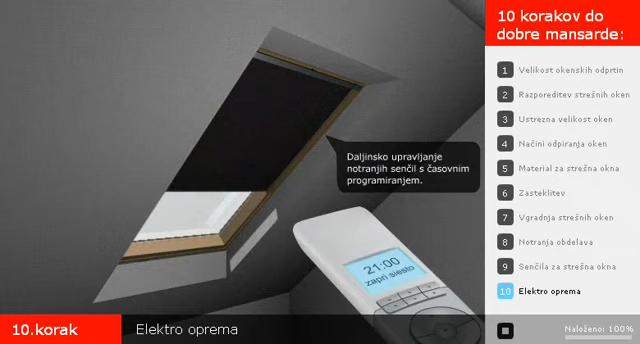 10 korakov do
dobre mansarde:
1 Velikost okenskih odprtin
2 Razporeditev strešnih oken
3 Ustrezna velikost oken
4 Načini odpiranja oken
5 Material za strešna okna
6 Zasteklitev
7 Vgradnja strešnih oken
8 Notranja obdelava
9 Senčila za strešna okna
10 Elektro oprema
Daljinsko upravljanje
notranjih senčil s časovnim
programiranjem.
21:00
zapri siesto
10.korak
Elektro oprema
Naloženo: 100%